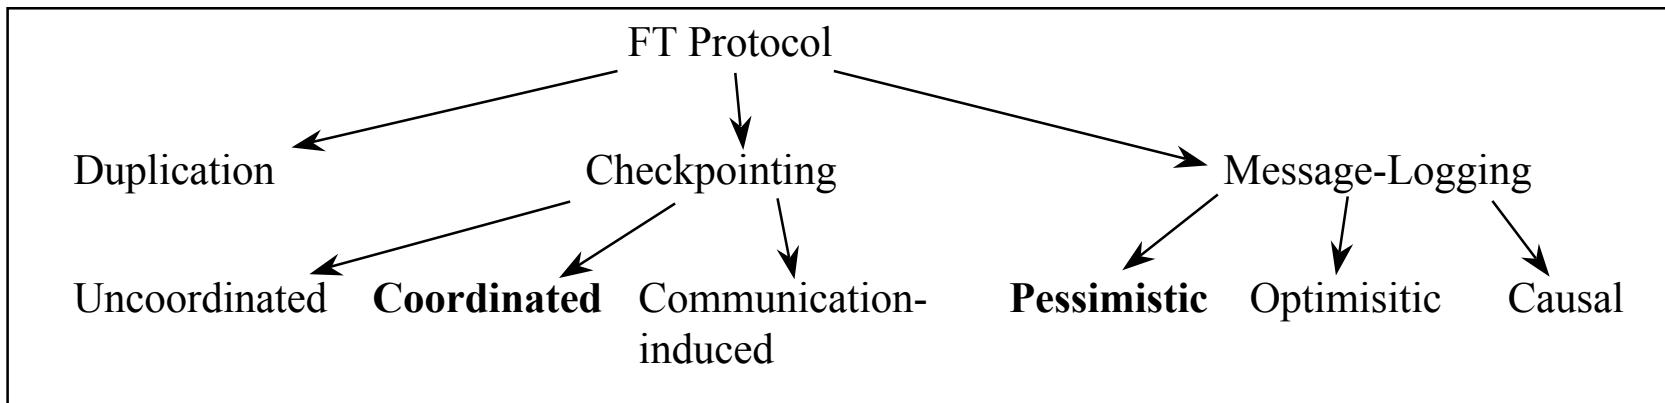 FT Protocol
Duplication Checkpointing Message-Logging
Uncoordinated Coordinated Communication- Pessimistic Optimisitic Causal
induced